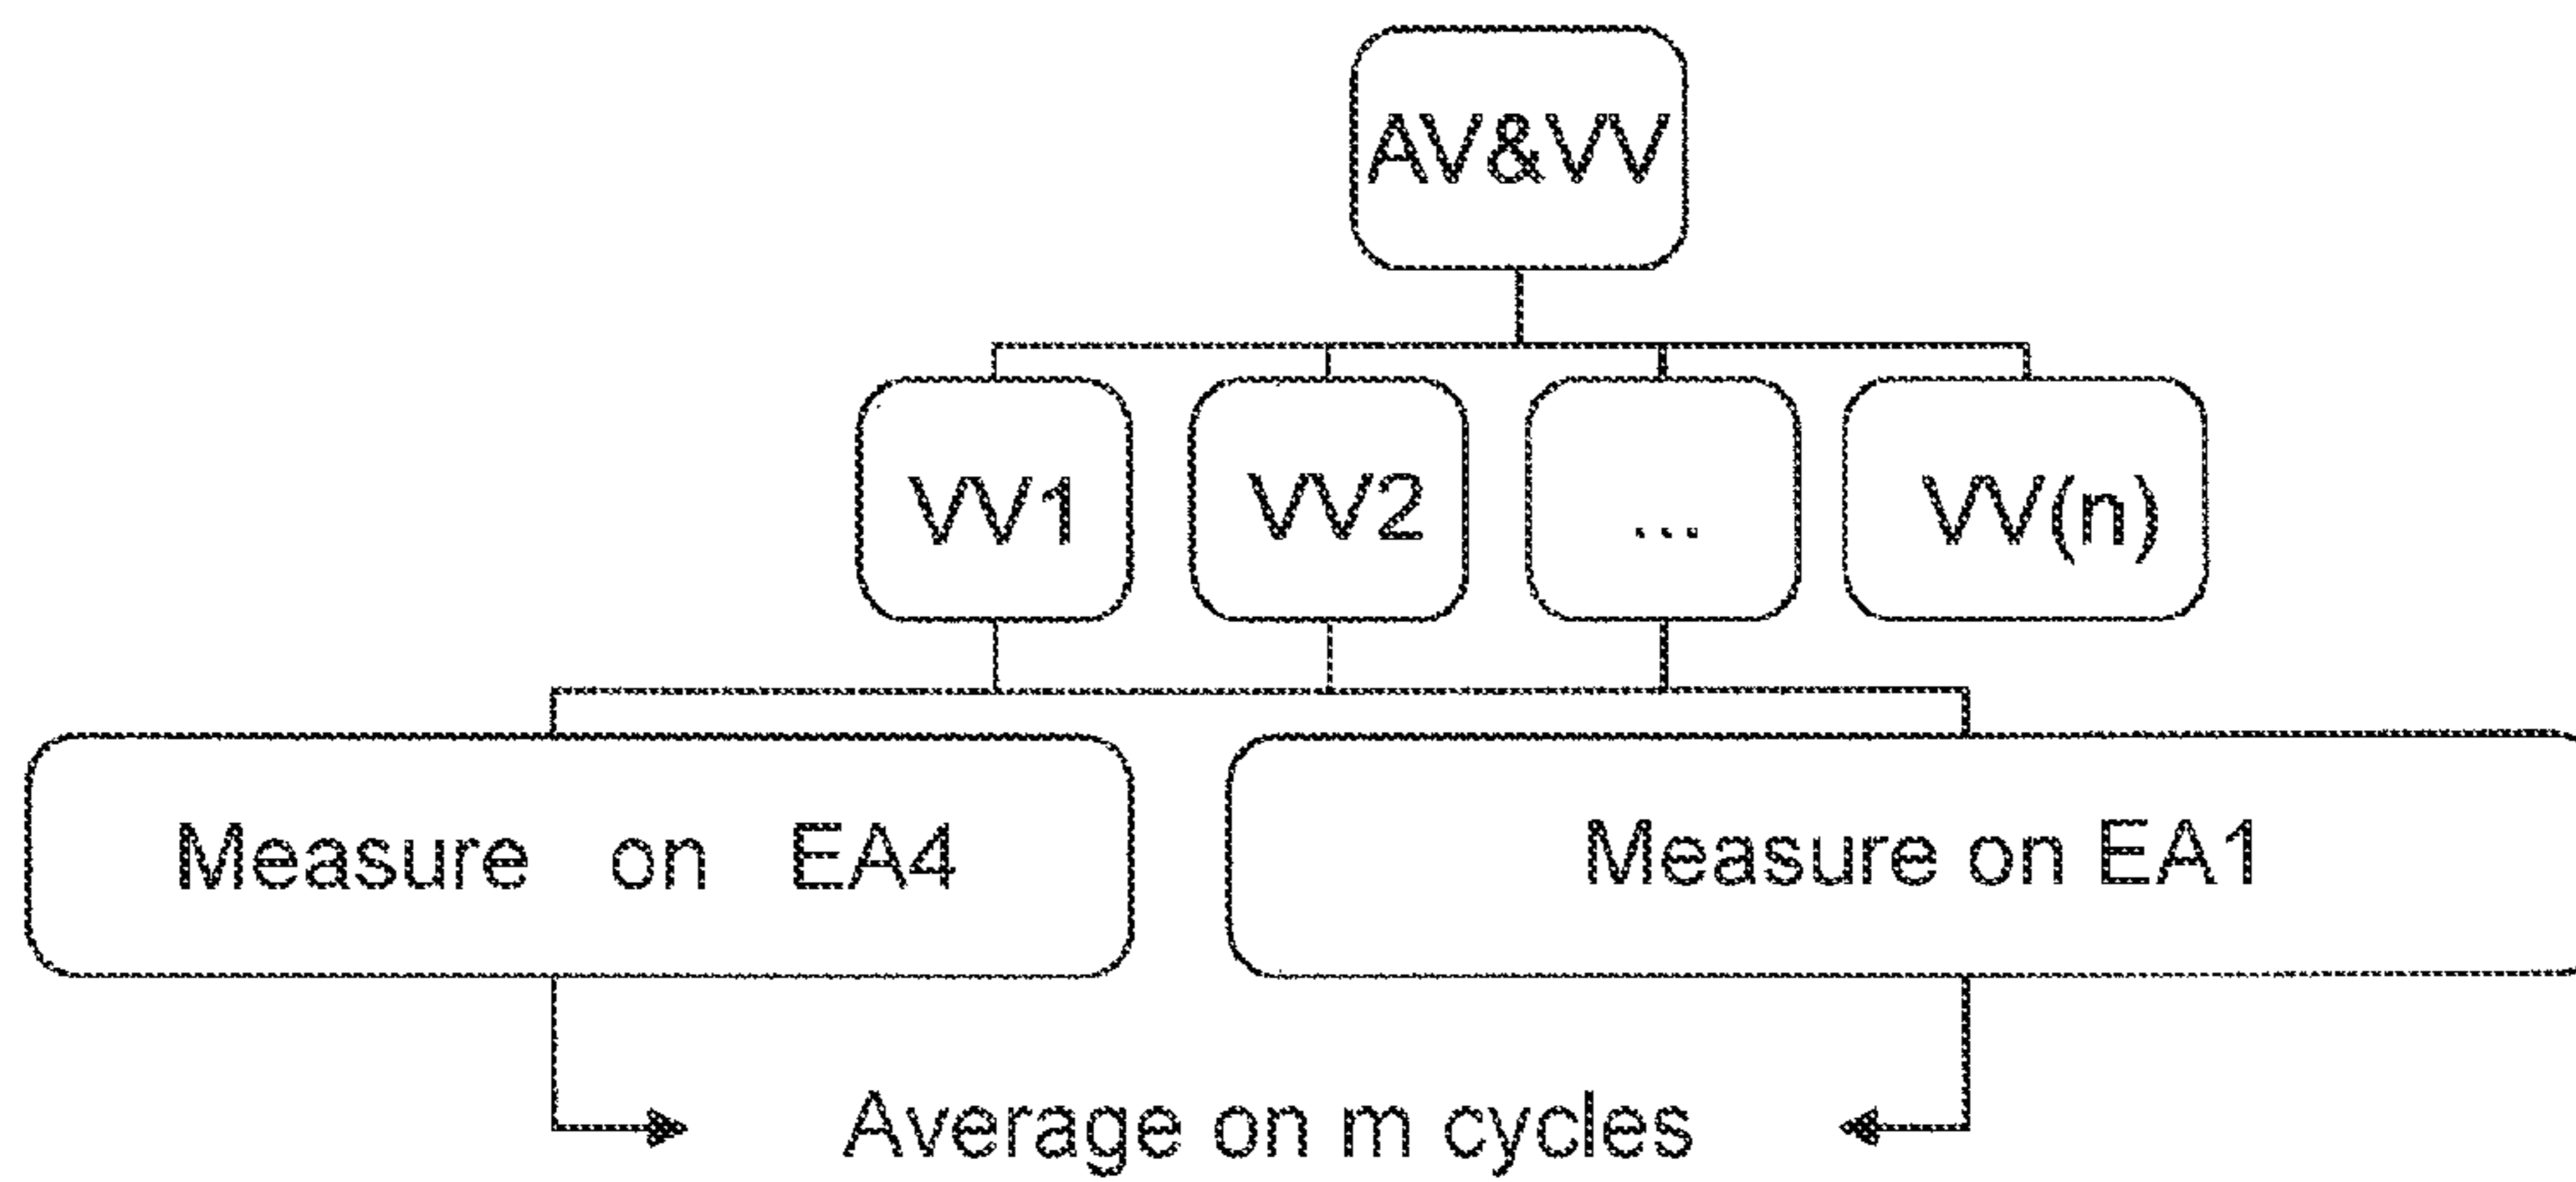 AV&VV
VV1 VV2 ... VV(n)
Measure on EA4 Measure on EA1
Average on m cycles